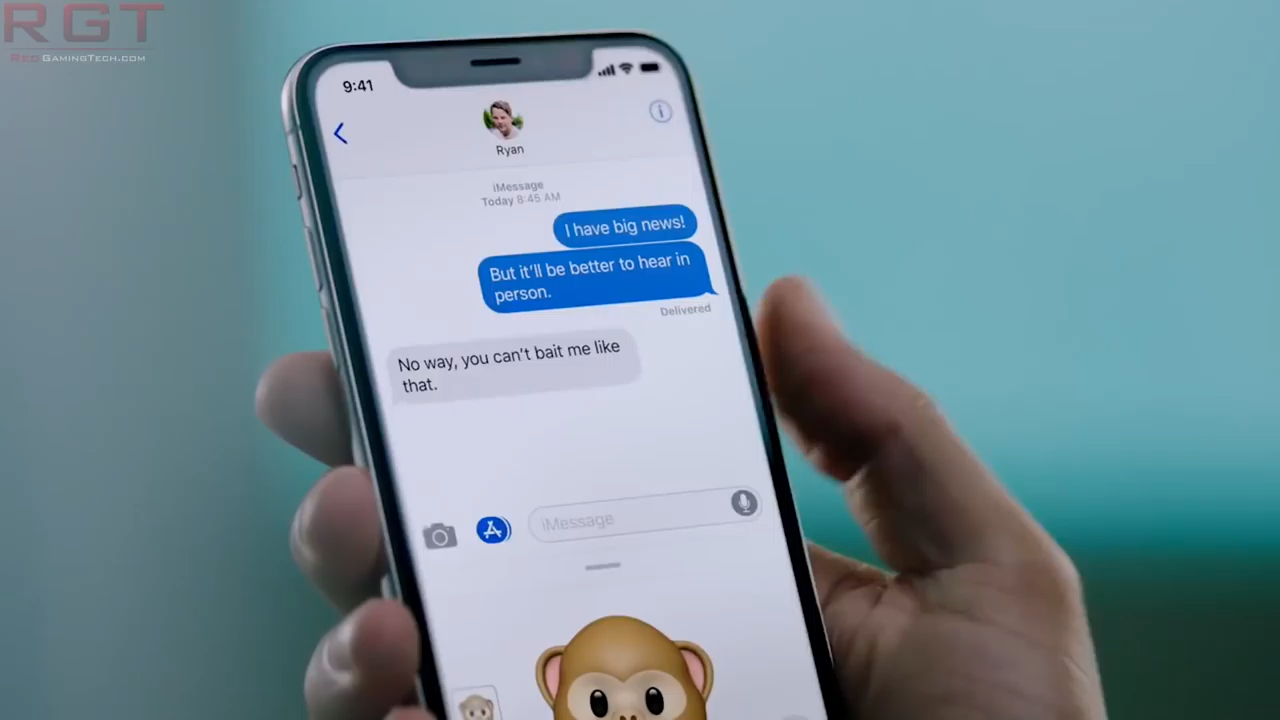 RGT
RedGamingTech.com
9:41
Ryan
iMessage
Today 8:45 AM
I have big news!
But it'll be better to hear in
person.
Delivered
No way, you can't bait me like
that.
iMessage